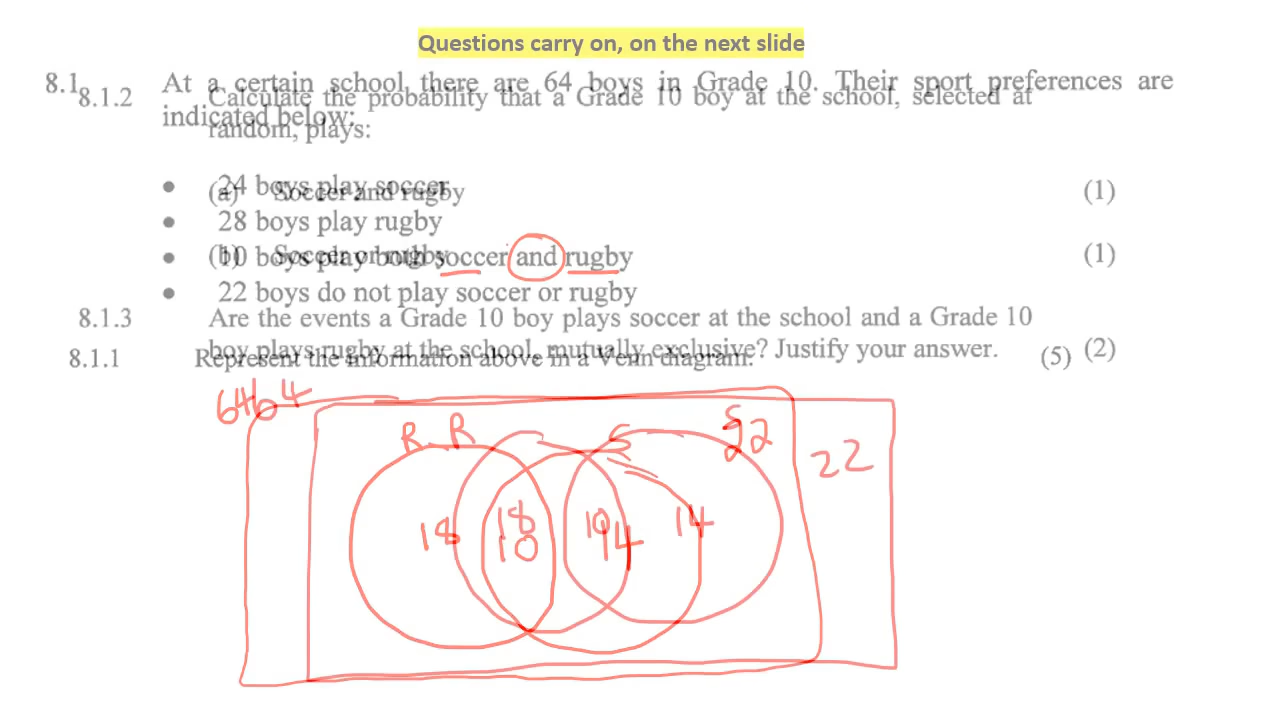 Questions carry on, on the next slide
8.1 At a certain school there are 64 boys in Grade 10. Their sport preferences are
indicated below:
8.1.2 Calculate the probability that a Grade 10 boy at the school, selected at
random, plays:
24 boys play soccer
(a) Soccer and rugby (1)
28 boys play rugby
10 boys play both soccer and rugby
(b) Soccer or rugby (1)
22 boys do not play soccer or rugby
8.1.3 Are the events a Grade 10 boy plays soccer at the school and a Grade 10
boy plays rugby at the school, mutually exclusive? Justify your answer. (2)
8.1.1 Represent the information above in a Venn diagram. (5)
64 64
R R S S
22 22
18 18 10 14
10 14